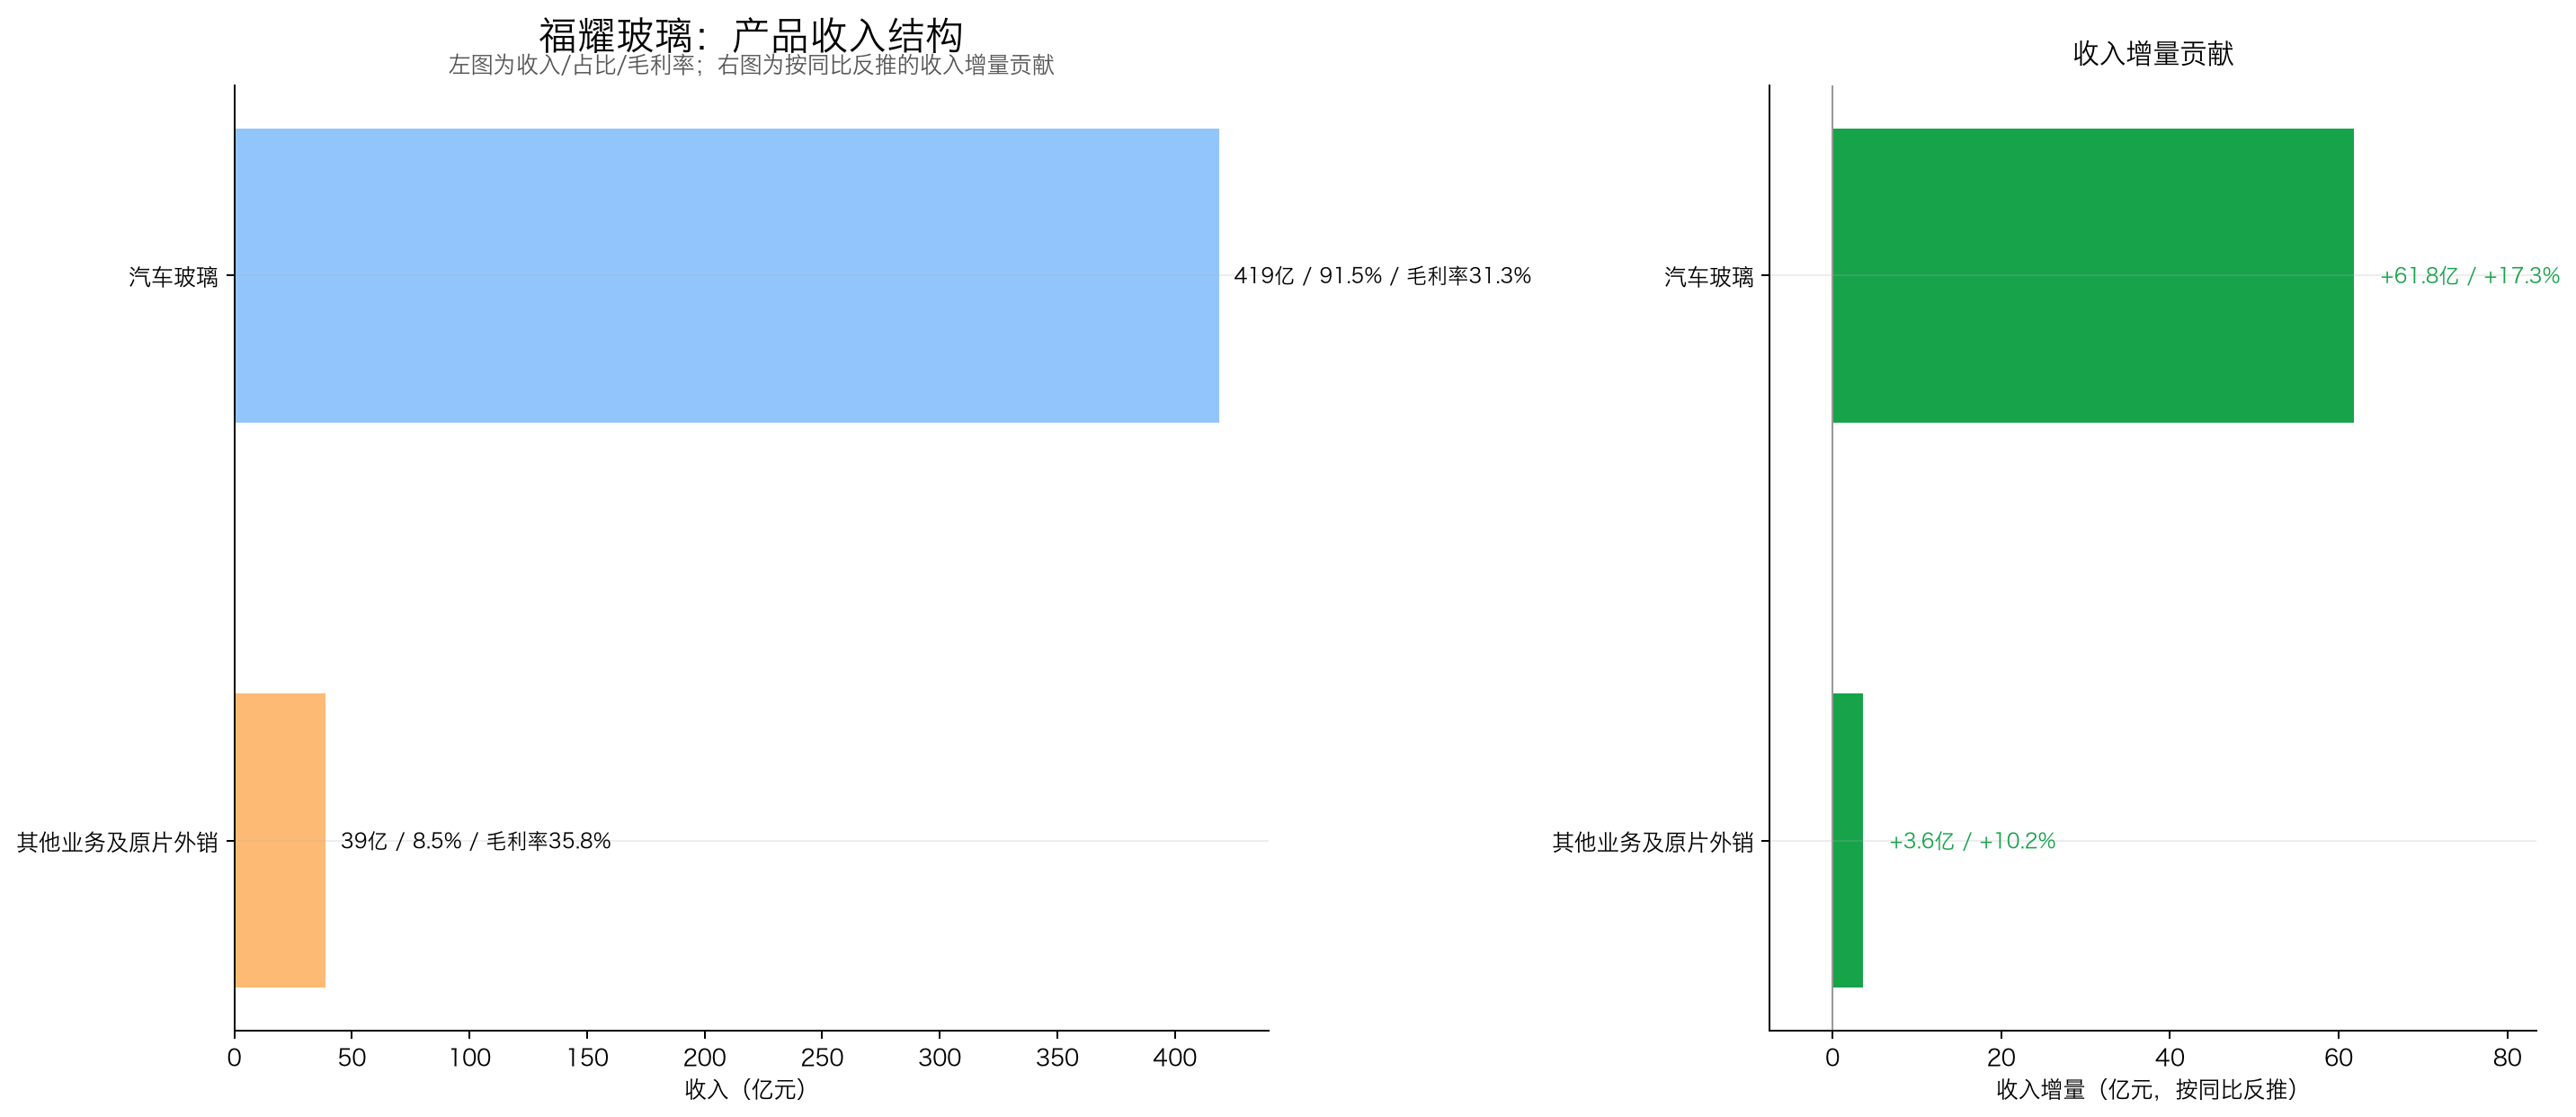 福耀玻璃：产品收入结构
左图为收入/占比/毛利率；右图为按同比反推的收入增量贡献
汽车玻璃
419亿 / 91.5% / 毛利率31.3%
其他业务及原片外销
39亿 / 8.5% / 毛利率35.8%
0 50 100 150 200 250 300 350 400
收入（亿元）
收入增量贡献
汽车玻璃
+61.8亿 / +17.3%
其他业务及原片外销
+3.6亿 / +10.2%
0 20 40 60 80
收入增量（亿元，按同比反推）